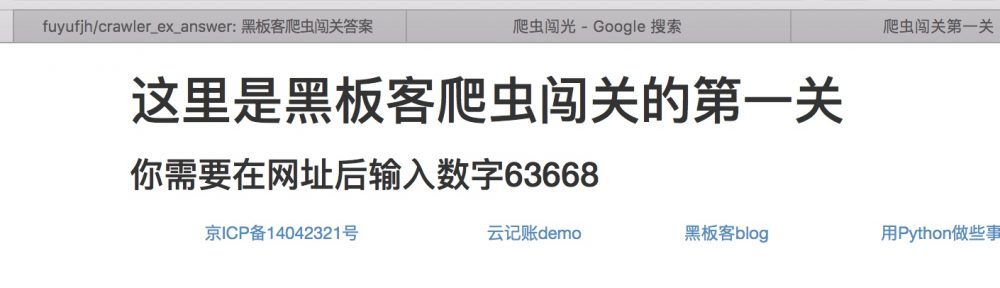 fuyufjh/crawler_ex_answer: 黑板客爬虫闯关答案 爬虫闯光 - Google 搜索 爬虫闯关第一关
这里是黑板客爬虫闯关的第一关
你需要在网址后输入数字63668
京ICP备14042321号 云记账demo 黑板客blog 用Python做些事